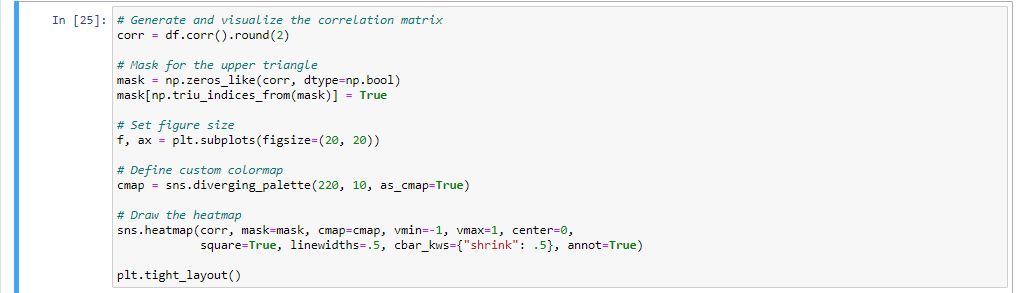 In [25]: # Generate and visualize the correlation matrix
corr = df.corr().round(2)
# Mask for the upper triangle
mask = np.zeros_like(corr, dtype=np.bool)
mask[np.triu_indices_from(mask)] = True
# Set figure size
f, ax = plt.subplots(figsize=(20, 20))
# Define custom colormap
cmap = sns.diverging_palette(220, 10, as_cmap=True)
# Draw the heatmap
sns.heatmap(corr, mask=mask, cmap=cmap, vmin=-1, vmax=1, center=0,
square=True, linewidths=.5, cbar_kws={"shrink": .5}, annot=True)
plt.tight_layout()